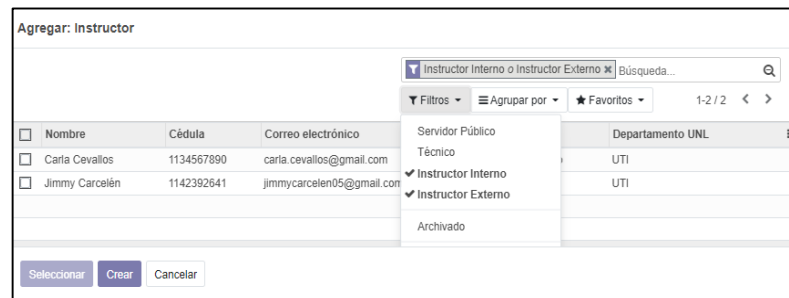 Agregar: Instructor
Instructor Interno o Instructor Externo Búsqueda...
Filtros Agrupar por Favoritos 1-2 / 2
Nombre Cédula Correo electrónico Departamento UNL
Carla Cevallos 1134567890 carla.cevallos@gmail.com UTI
Jimmy Carcelén 1142392641 jimmycarcelen05@gmail.com UTI
Servidor Público
Técnico
Instructor Interno
Instructor Externo
Archivado
Seleccionar Crear Cancelar